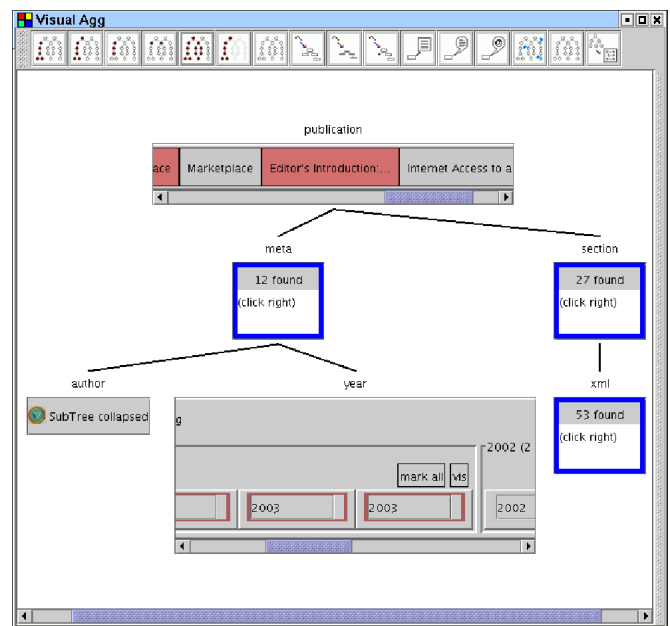 Visual Agg
publication
ace Marketplace Editor's Introduction:... Internet Access to a
meta section
12 found 27 found
(click right) (click right)
author year xml
SubTree collapsed g 53 found
(click right)
2002 (2
mark all vis
2003 2003 2002